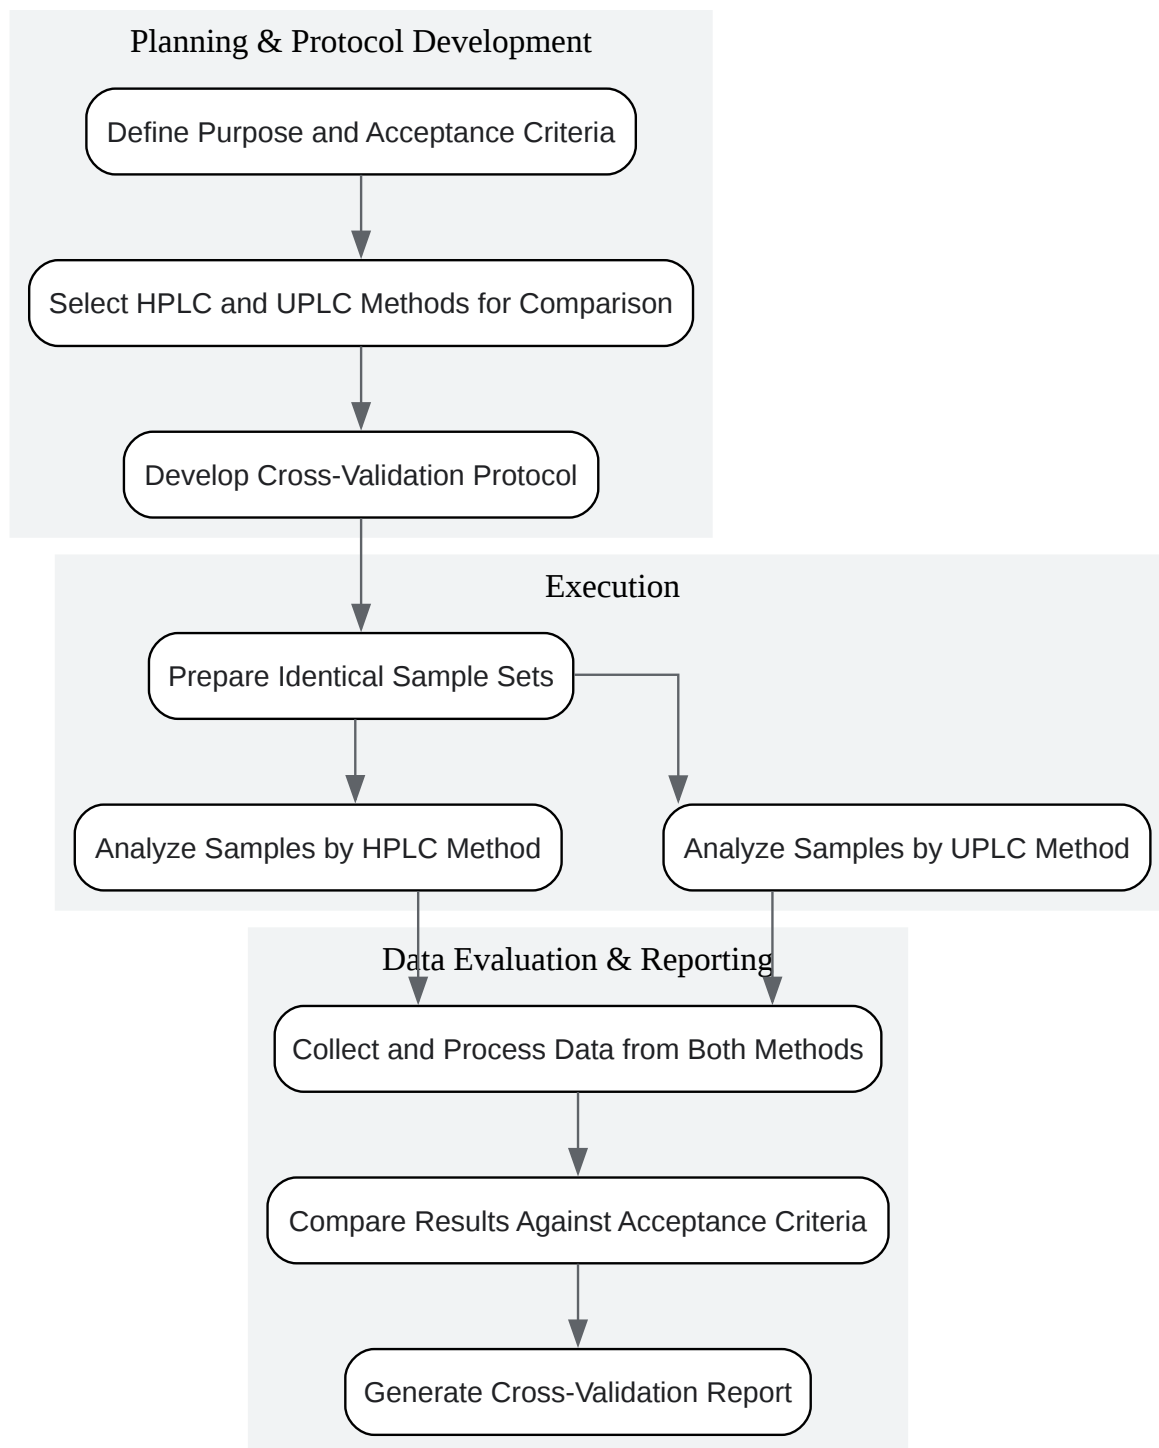 Planning & Protocol Development
Define Purpose and Acceptance Criteria
Select HPLC and UPLC Methods for Comparison
Develop Cross-Validation Protocol
Execution
Prepare Identical Sample Sets
Analyze Samples by HPLC Method
Analyze Samples by UPLC Method
Data Evaluation & Reporting
Collect and Process Data from Both Methods
Compare Results Against Acceptance Criteria
Generate Cross-Validation Report